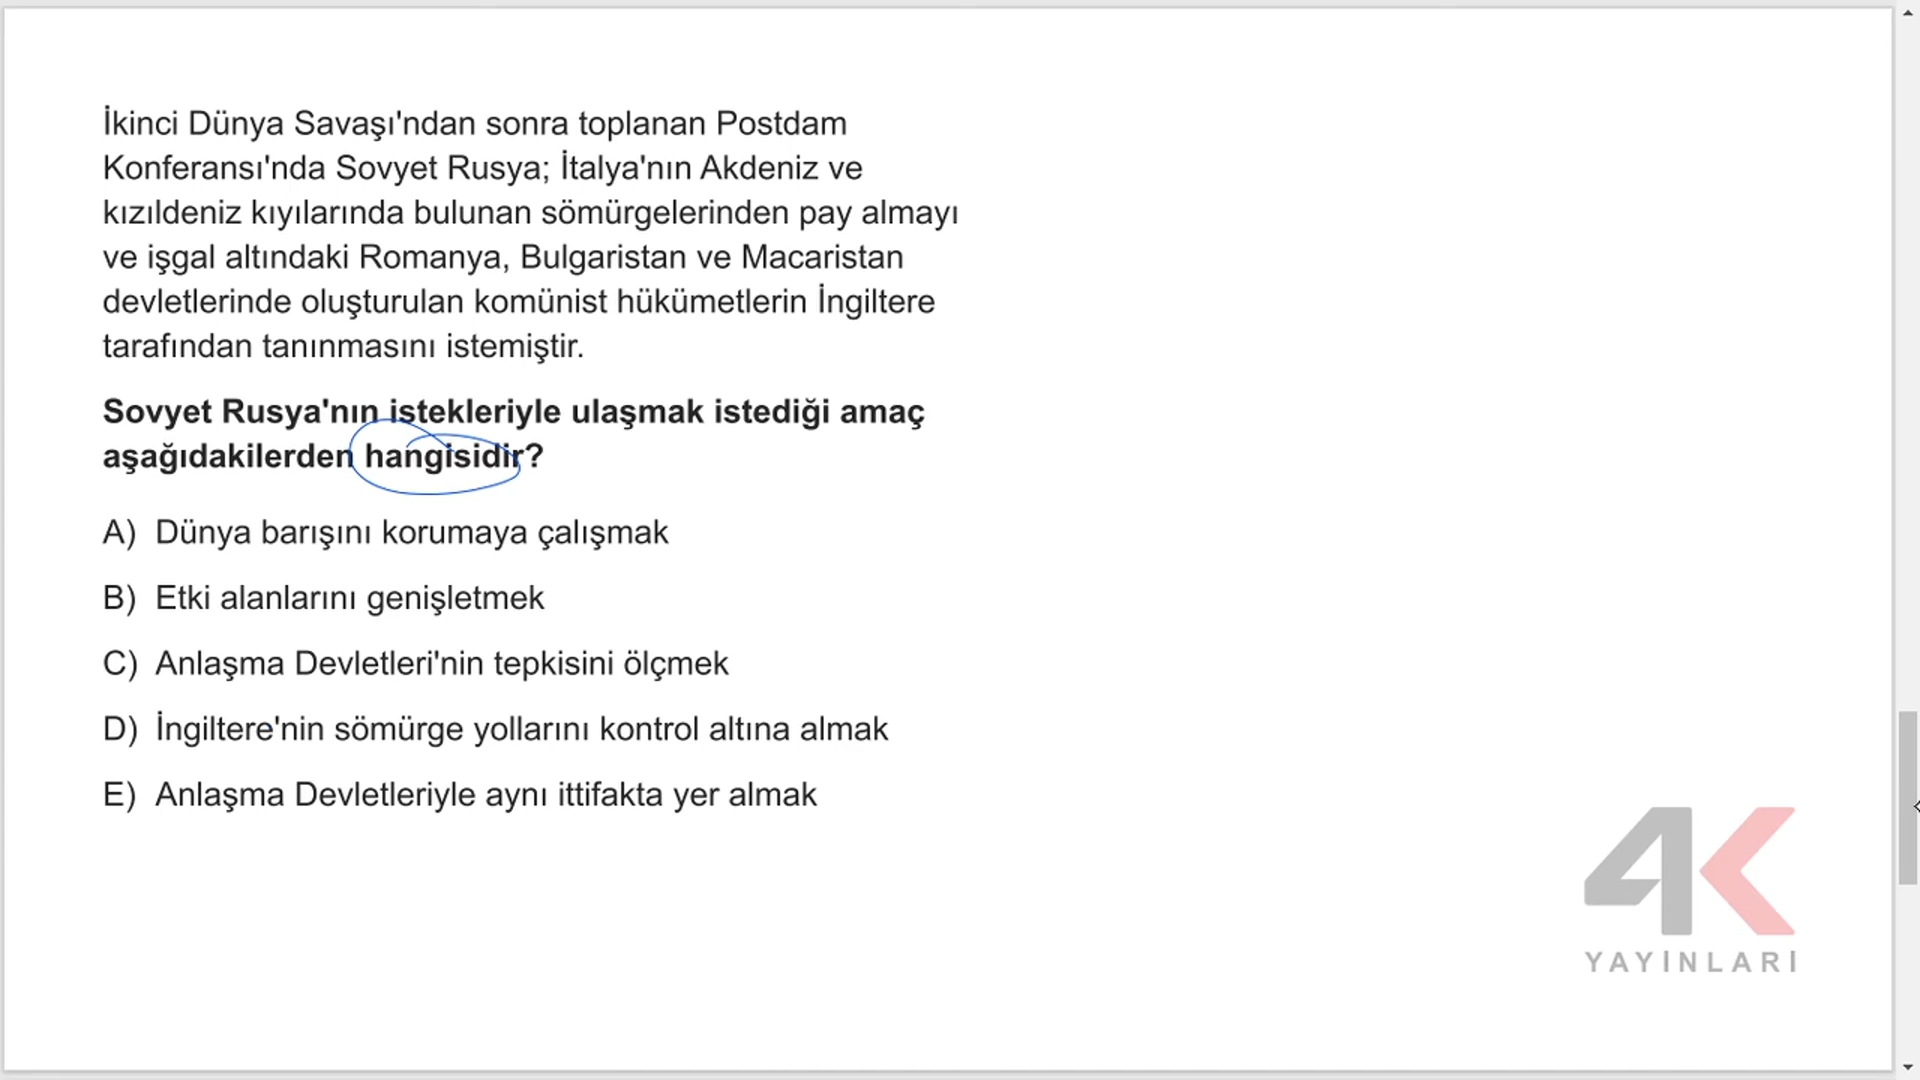 İkinci Dünya Savaşı'ndan sonra toplanan Postdam
Konferansı'nda Sovyet Rusya; İtalya'nın Akdeniz ve
kızıldeniz kıyılarında bulunan sömürgelerinden pay almayı
ve işgal altındaki Romanya, Bulgaristan ve Macaristan
devletlerinde oluşturulan komünist hükümetlerin İngiltere
tarafından tanınmasını istemiştir.
Sovyet Rusya'nın istekleriyle ulaşmak istediği amaç
aşağıdakilerden hangisidir?
A) Dünya barışını korumaya çalışmak
B) Etki alanlarını genişletmek
C) Anlaşma Devletleri'nin tepkisini ölçmek
D) İngiltere'nin sömürge yollarını kontrol altına almak
E) Anlaşma Devletleriyle aynı ittifakta yer almak
4K
YAYİNLARİ